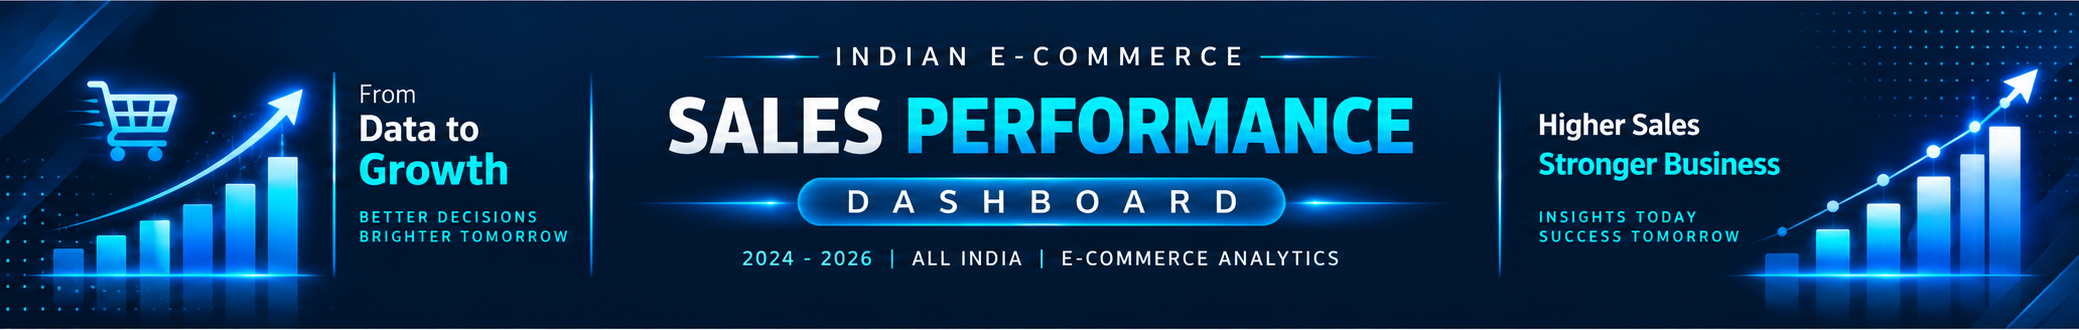 From
Data to
Growth
BETTER DECISIONS
BRIGHTER TOMORROW
INDIAN E-COMMERCE
SALES PERFORMANCE
DASHBOARD
2024 - 2026 | ALL INDIA | E-COMMERCE ANALYTICS
Higher Sales
Stronger Business
INSIGHTS TODAY
SUCCESS TOMORROW